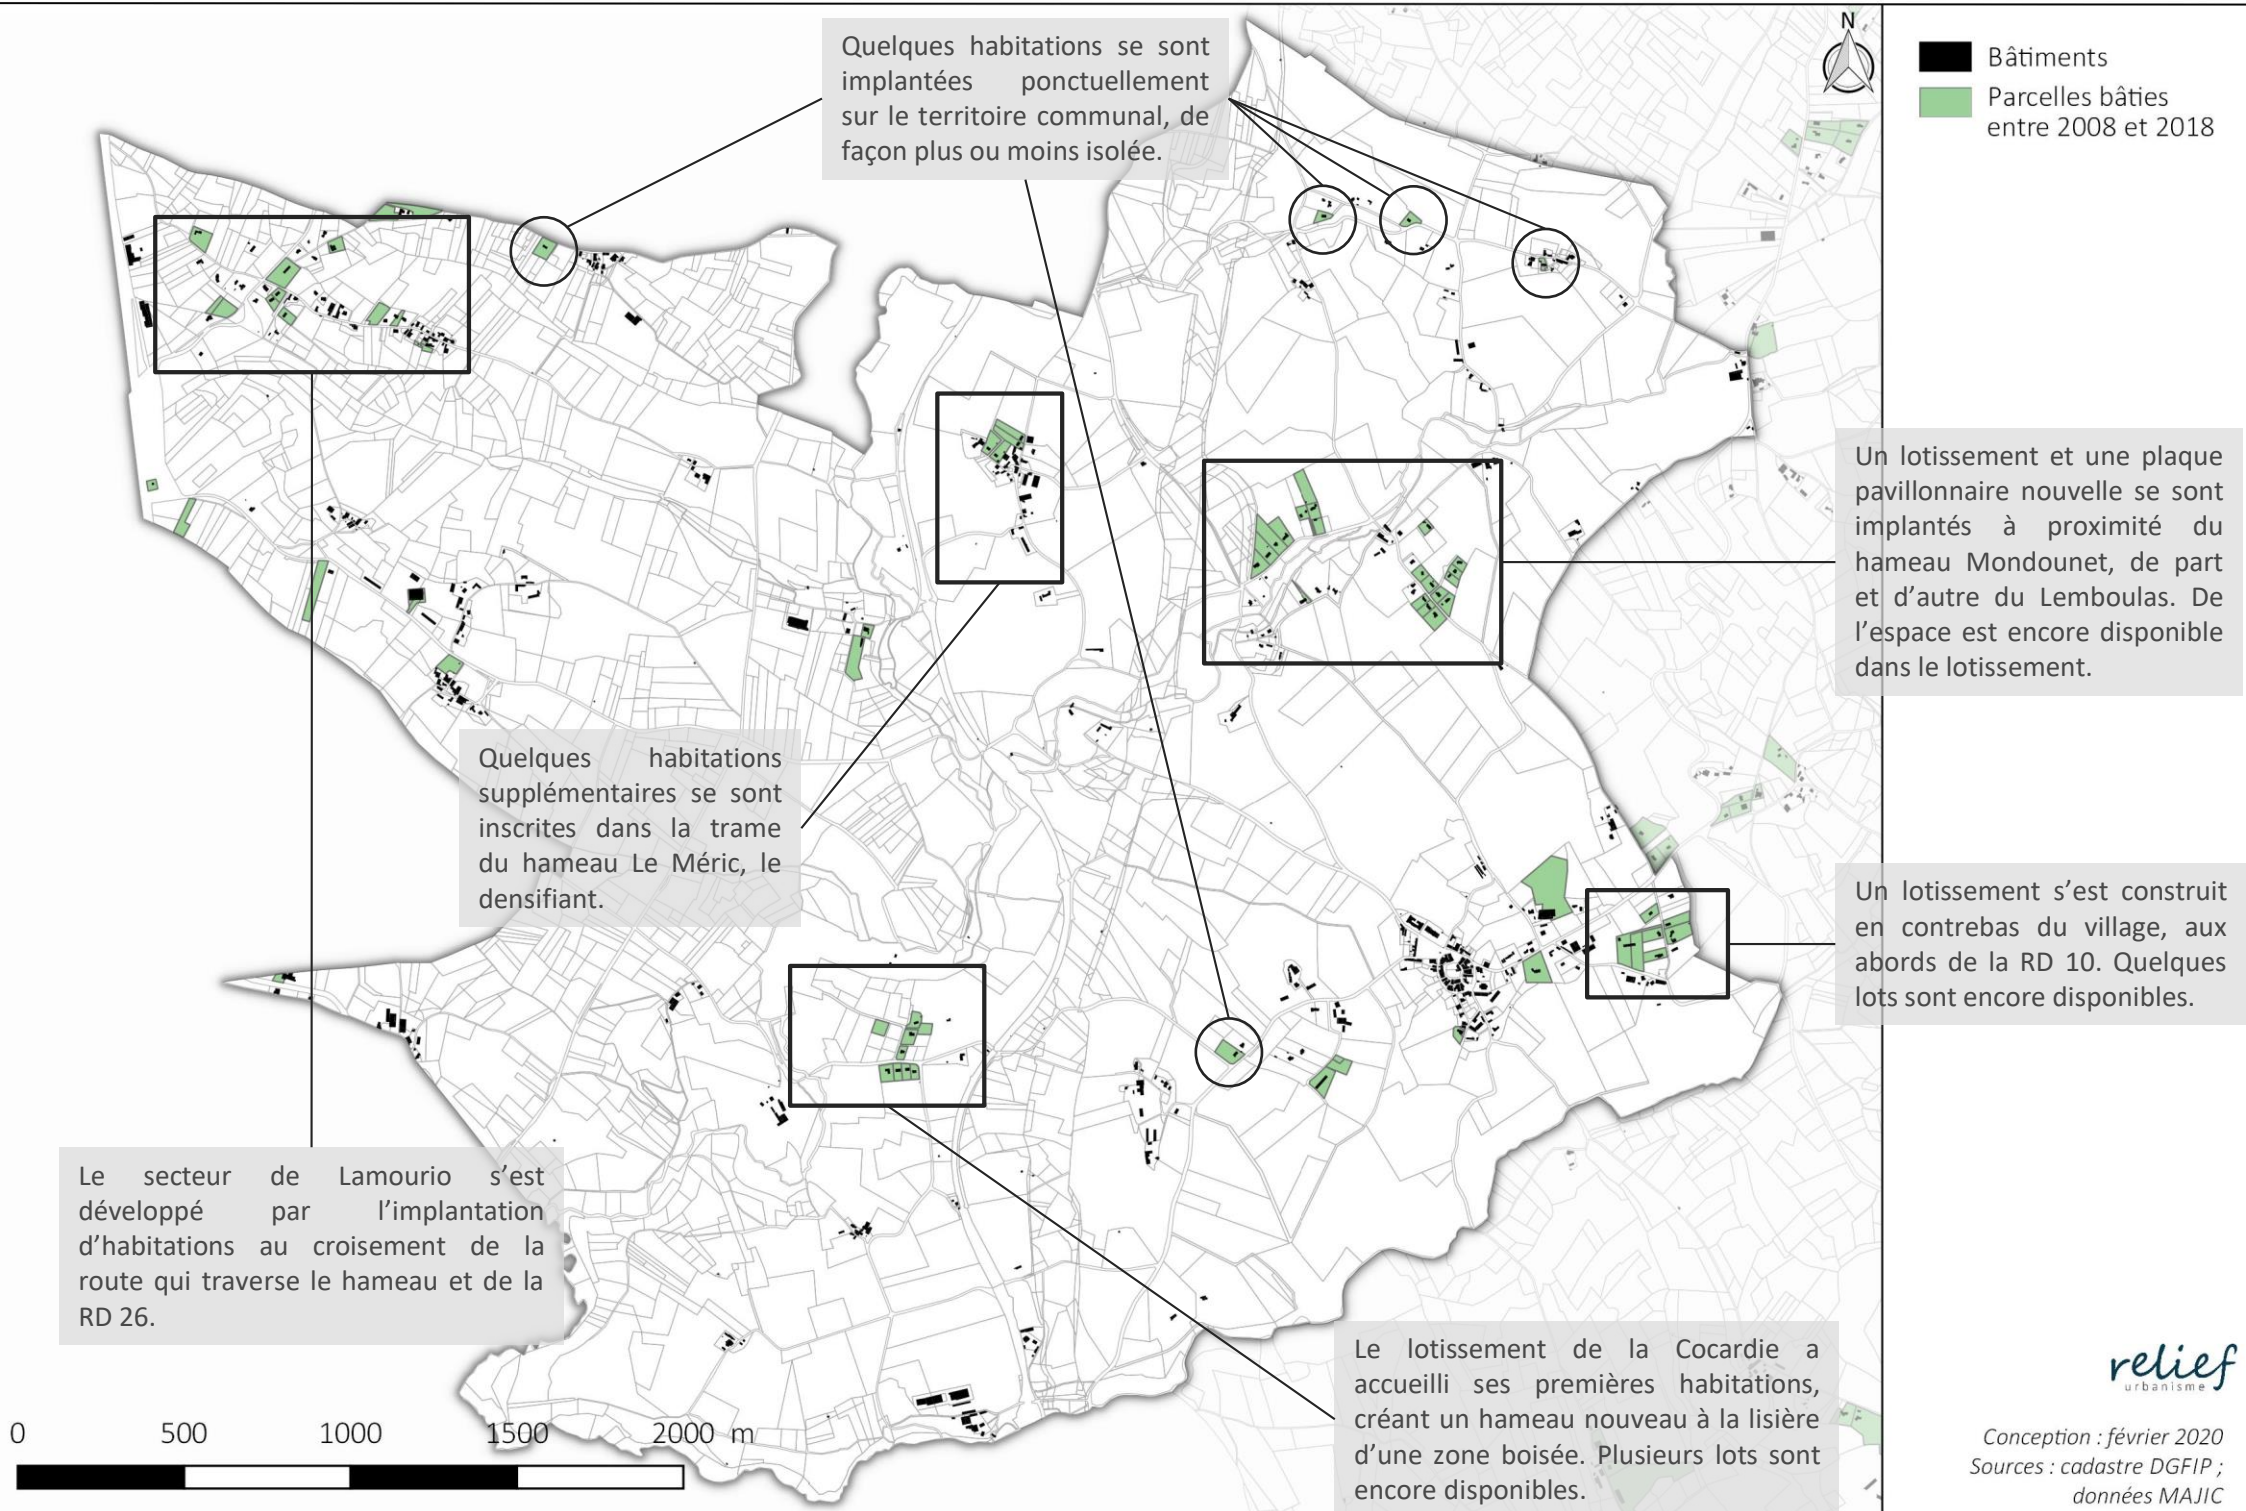 N
Bâtiments
Parcelles bâties
entre 2008 et 2018
Quelques habitations se sont
implantées ponctuellement
sur le territoire communal, de
façon plus ou moins isolée.
Un lotissement et une plaque
pavillonnaire nouvelle se sont
implantés à proximité du
hameau Mondounet, de part
et d’autre du Lemboulas. De
l’espace est encore disponible
dans le lotissement.
Quelques habitations
supplémentaires se sont
inscrites dans la trame
du hameau Le Méric, le
densifiant.
Un lotissement s’est construit
en contrebas du village, aux
abords de la RD 10. Quelques
lots sont encore disponibles.
Le secteur de Lamourio s’est
développé par l’implantation
d’habitations au croisement de la
route qui traverse le hameau et de la
RD 26.
Le lotissement de la Cocardie a
accueilli ses premières habitations,
créant un hameau nouveau à la lisière
d’une zone boisée. Plusieurs lots sont
encore disponibles.
0 500 1000 1500 2000 m
relief
urbanisme
Conception : février 2020
Sources : cadastre DGFIP ;
données MAJIC